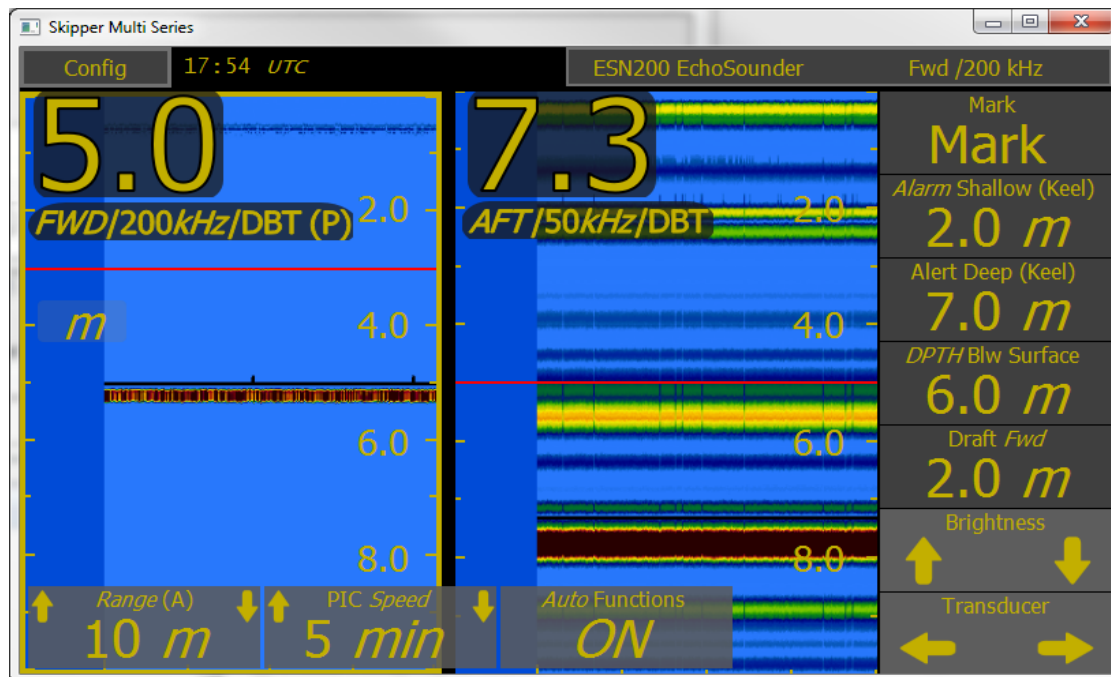 Skipper Multi Series
Config
17:54 UTC
ESN200 EchoSounder
Fwd /200 kHz
5.0
FWD/200kHz/DBT (P)
m
2.0
4.0
6.0
8.0
7.3
AFT/50kHz/DBT
2.0
4.0
6.0
8.0
Range (A)
10 m
PIC Speed
5 min
Auto Functions
ON
Mark
Mark
Alarm Shallow (Keel)
2.0 m
Alert Deep (Keel)
7.0 m
DPTH Blw Surface
6.0 m
Draft Fwd
2.0 m
Brightness
Transducer